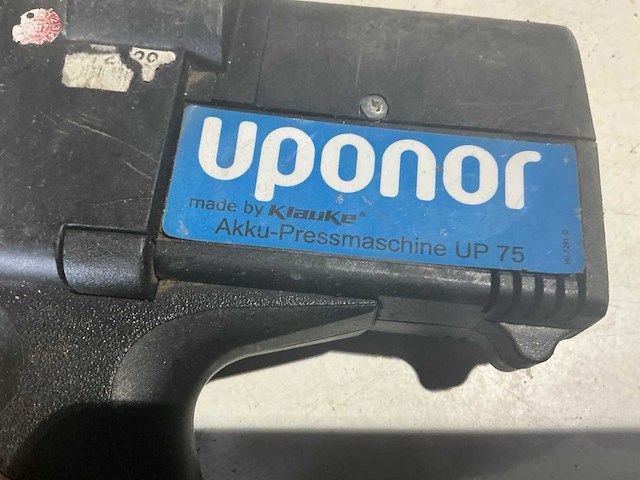 uponor
made by Klauke®
Akku-Pressmaschine UP 75